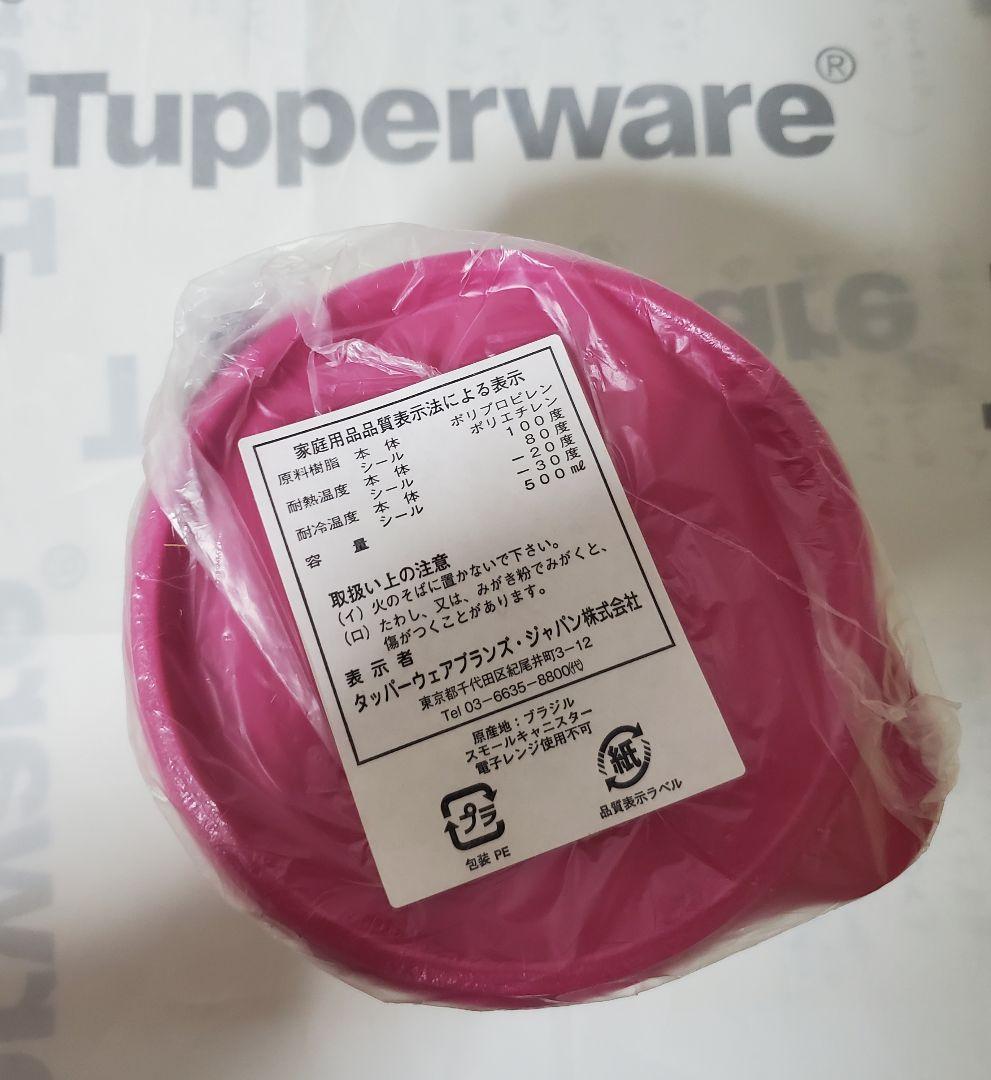 Tupperware®
are
家庭用品品質表示法による表示
原料樹脂 本体 ポリプロピレン
シール ポリエチレン
耐熱温度 本体 100度
シール 80度
耐冷温度 本体 −20度
シール −30度
容量 500㎖
取扱い上の注意
(イ) 火のそばに置かないで下さい。
(ロ) たわし、又は、みがき粉でみがくと、
傷がつくことがあります。
表示者
タッパーウェアブランズ・ジャパン株式会社
東京都千代田区紀尾井町3−12
Tel 03−6635−8800㈹
原産地：ブラジル
スモールキャニスター
電子レンジ使用不可
プラ
包装 PE
紙
品質表示ラベル